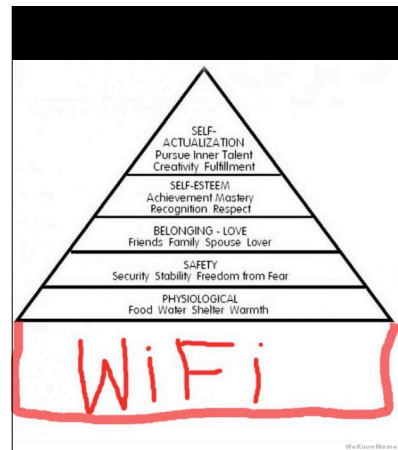 SELF-
ACTUALIZATION
Pursue Inner Talent
Creativity Fulfillment
SELF-ESTEEM
Achievement Mastery
Recognition Respect
BELONGING - LOVE
Friends Family Spouse Lover
SAFETY
Security Stability Freedom from Fear
PHYSIOLOGICAL
Food Water Shelter Warmth
WiFi
WeKnowMeme